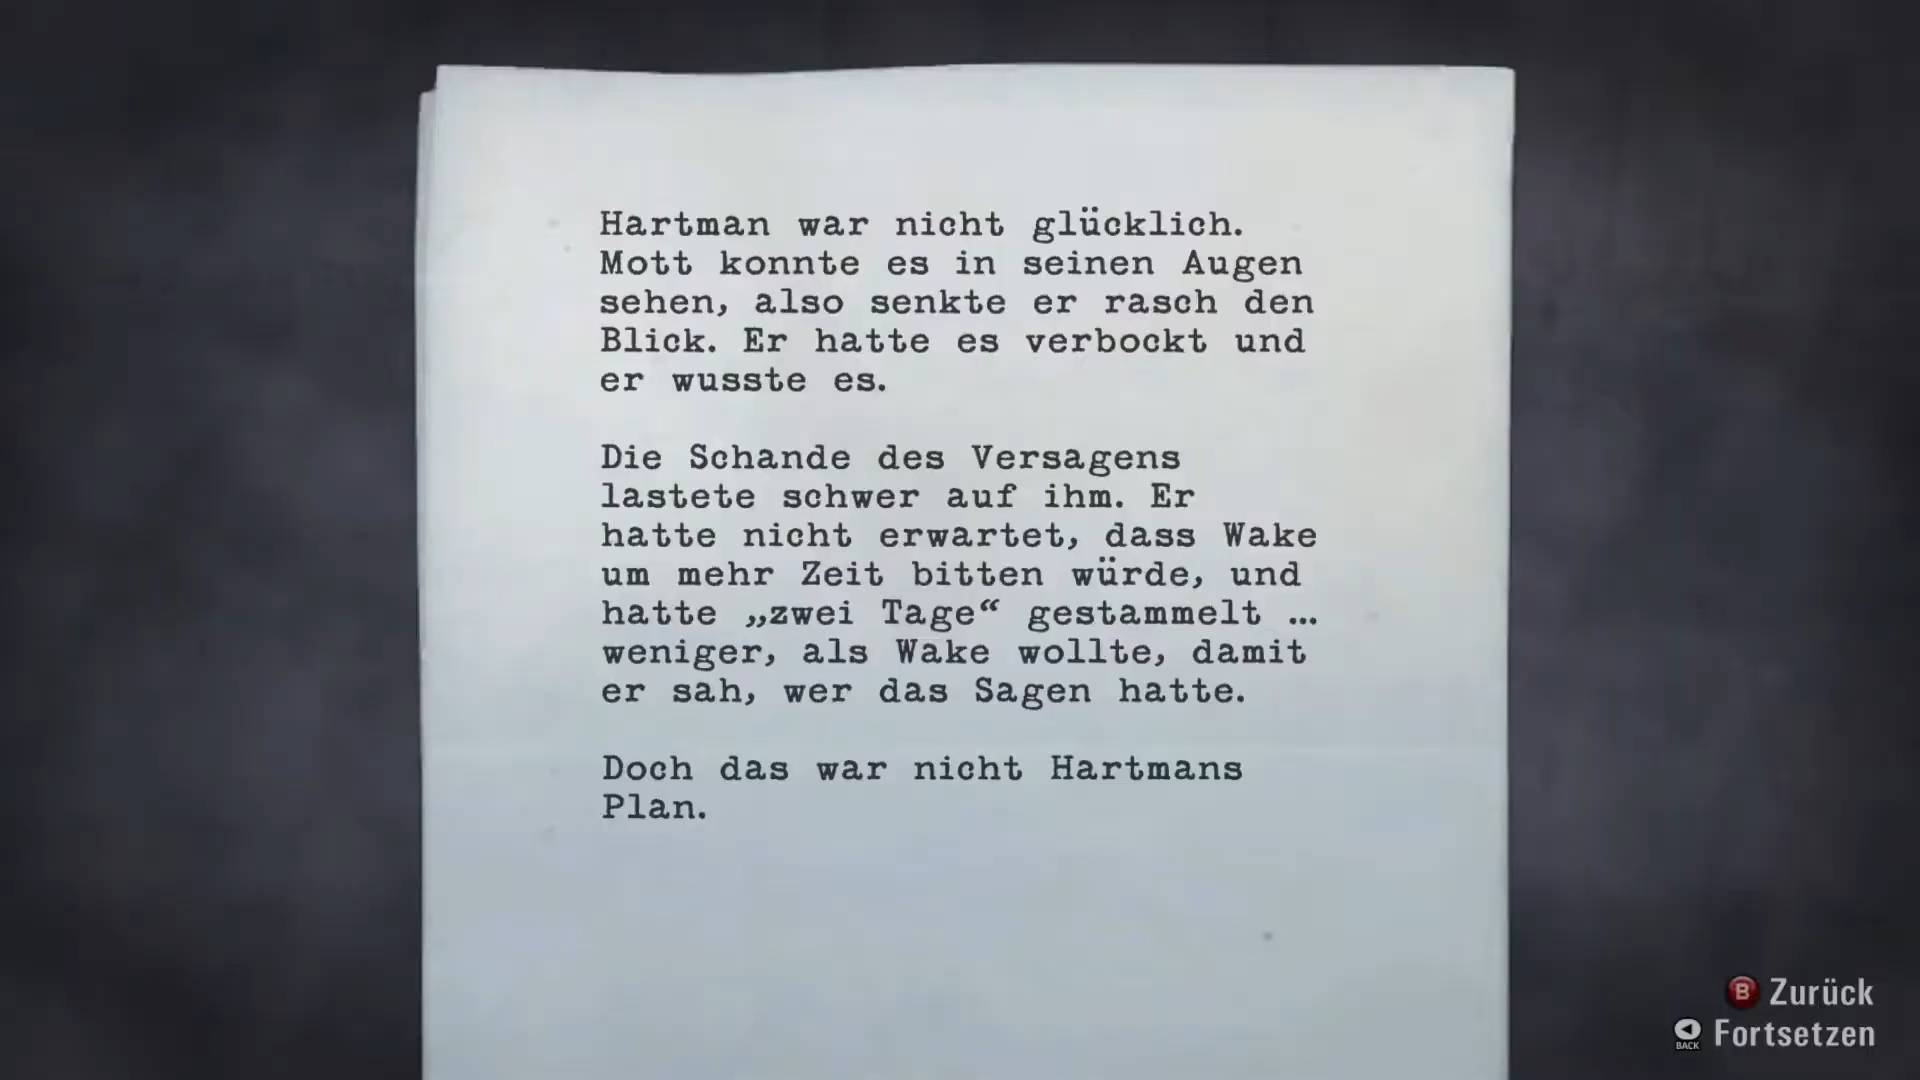 Hartman war nicht glücklich.
Mott konnte es in seinen Augen
sehen, also senkte er rasch den
Blick. Er hatte es verbockt und
er wusste es.
Die Schande des Versagens
lastete schwer auf ihm. Er
hatte nicht erwartet, dass Wake
um mehr Zeit bitten würde, und
hatte „zwei Tage“ gestammelt ...
weniger, als Wake wollte, damit
er sah, wer das Sagen hatte.
Doch das war nicht Hartmans
Plan.
B Zurück
BACK Fortsetzen